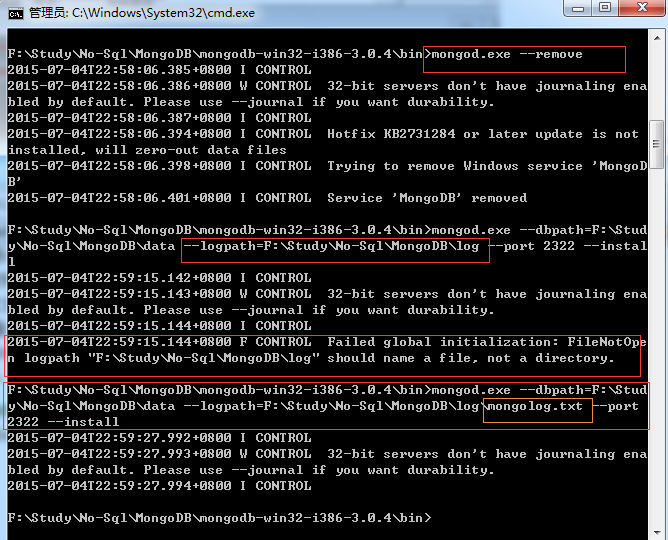 管理员: C:\Windows\System32\cmd.exe
F:\Study\No-Sql\MongoDB\mongodb-win32-i386-3.0.4\bin>mongod.exe --remove
2015-07-04T22:58:06.385+0800 I CONTROL
2015-07-04T22:58:06.386+0800 W CONTROL  32-bit servers don't have journaling ena
bled by default. Please use --journal if you want durability.
2015-07-04T22:58:06.387+0800 I CONTROL
2015-07-04T22:58:06.394+0800 I CONTROL  Hotfix KB2731284 or later update is not
installed, will zero-out data files
2015-07-04T22:58:06.398+0800 I CONTROL  Trying to remove Windows service 'MongoD
B'
2015-07-04T22:58:06.401+0800 I CONTROL  Service 'MongoDB' removed
F:\Study\No-Sql\MongoDB\mongodb-win32-i386-3.0.4\bin>mongod.exe --dbpath=F:\Stud
y\No-Sql\MongoDB\data --logpath=F:\Study\No-Sql\MongoDB\log --port 2322 --instal
l
2015-07-04T22:59:15.142+0800 I CONTROL
2015-07-04T22:59:15.143+0800 W CONTROL  32-bit servers don't have journaling ena
bled by default. Please use --journal if you want durability.
2015-07-04T22:59:15.144+0800 I CONTROL
2015-07-04T22:59:15.144+0800 F CONTROL  Failed global initialization: FileNotOpe
n logpath "F:\Study\No-Sql\MongoDB\log" should name a file, not a directory.
F:\Study\No-Sql\MongoDB\mongodb-win32-i386-3.0.4\bin>mongod.exe --dbpath=F:\Stud
y\No-Sql\MongoDB\data --logpath=F:\Study\No-Sql\MongoDB\log\mongolog.txt --port
2322 --install
2015-07-04T22:59:27.992+0800 I CONTROL
2015-07-04T22:59:27.993+0800 W CONTROL  32-bit servers don't have journaling ena
bled by default. Please use --journal if you want durability.
2015-07-04T22:59:27.994+0800 I CONTROL
F:\Study\No-Sql\MongoDB\mongodb-win32-i386-3.0.4\bin>